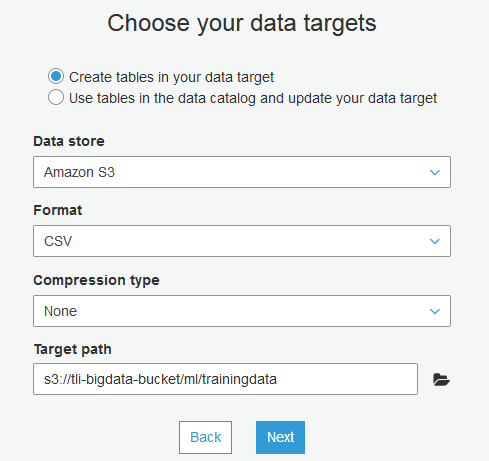 Choose your data targets
Create tables in your data target
Use tables in the data catalog and update your data target
Data store
Amazon S3
Format
CSV
Compression type
None
Target path
s3://tli-bigdata-bucket/ml/trainingdata
Back Next